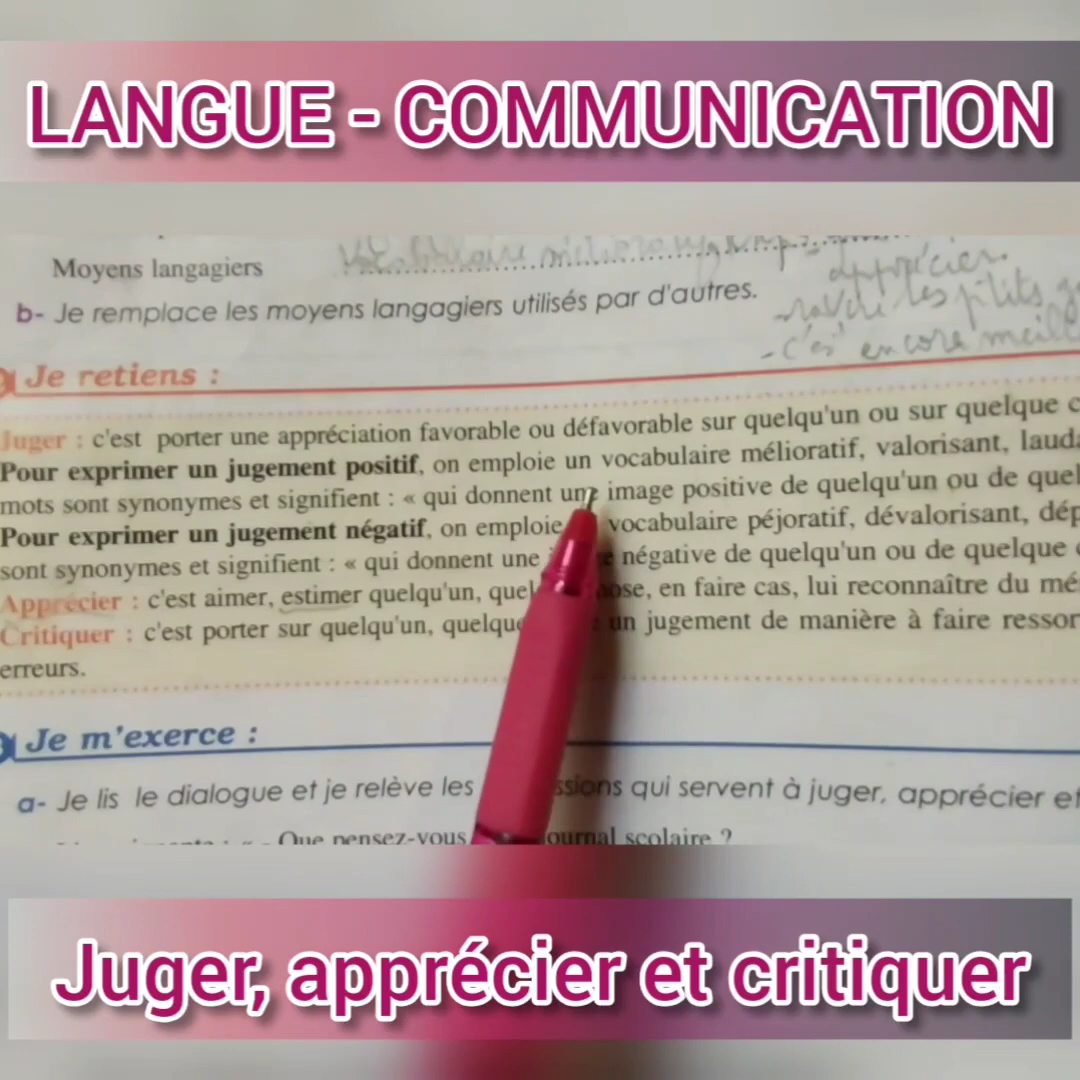 LANGUE - COMMUNICATION
Moyens langagiers
apprécier
b- Je remplace les moyens langagiers utilisés par d'autres.
- c'es' encore
Je retiens :
Juger : c'est porter une appréciation favorable ou défavorable sur quelqu'un ou sur quelque
Pour exprimer un jugement positif, on emploie un vocabulaire mélioratif, valorisant,
mots sont synonymes et signifient : « qui donnent une image positive de quelqu'un ou de
Pour exprimer un jugement négatif, on emploie vocabulaire péjoratif, dévalorisant,
sont synonymes et signifient : « qui donnent une négative de quelqu'un ou de quelque
Apprécier : c'est aimer, estimer quelqu'un, en faire cas, lui reconnaître du
Critiquer : c'est porter sur quelqu'un, un jugement de manière à faire
erreurs.
Je m'exerce :
a- Je lis le dialogue et je relève les qui servent à juger, apprécier et
Que pensez-vous scolaire ?
Juger, apprécier et critiquer